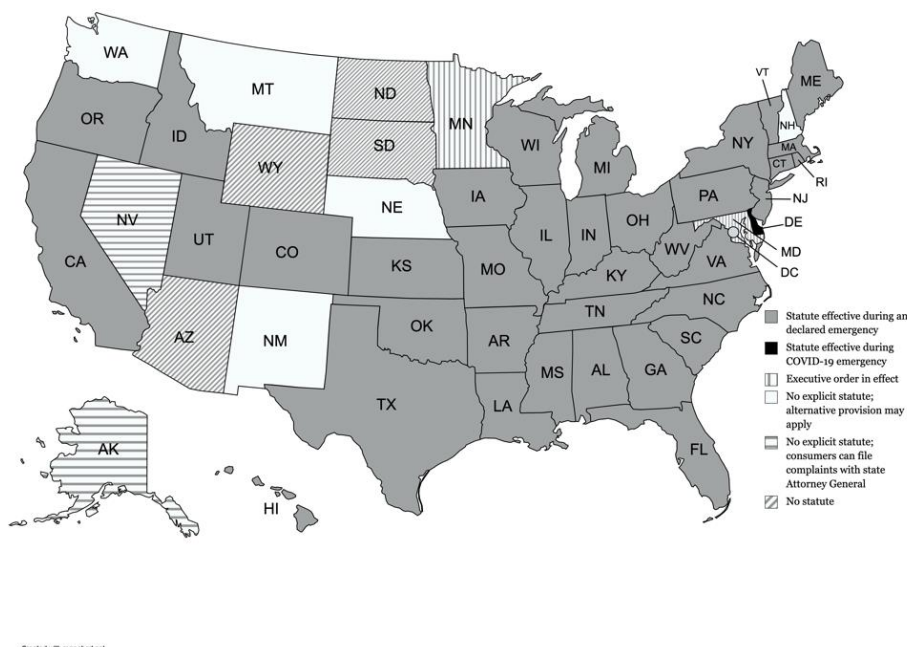 WA
MT
ND
MN
VT
ME
OR
ID
SD
WI
NY
NH
MA
CT
RI
WY
MI
NV
NE
IA
PA
NJ
OH
DE
IL
IN
MD
UT
CO
WV
DC
CA
KS
MO
KY
VA
TN
NC
AZ
OK
NM
AR
SC
MS
AL
GA
TX
LA
AK
FL
HI
Statute effective during an
declared emergency
Statute effective during
COVID-19 emergency
Executive order in effect
No explicit statute;
alternative provision may
apply
No explicit statute;
consumers can file
complaints with state
Attorney General
No statute